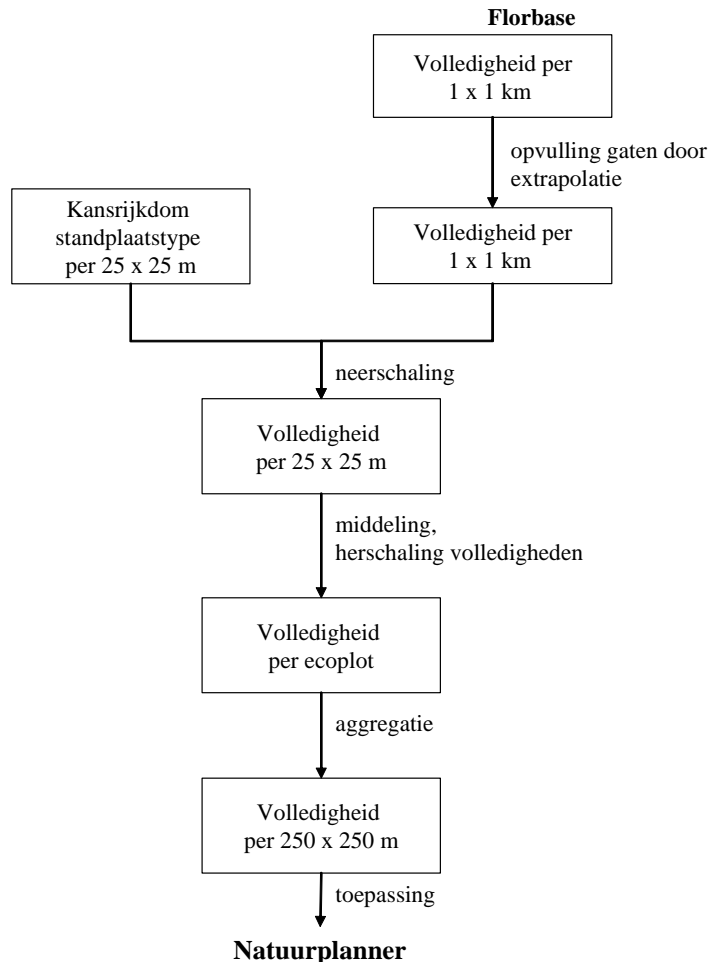 Florbase
Volledigheid per
1 x 1 km
opvulling gaten door
extrapolatie
Kansrijkdom
standplaatstype
per 25 x 25 m
Volledigheid per
1 x 1 km
neerschaling
Volledigheid
per 25 x 25 m
middeling,
herschaling volledigheden
Volledigheid
per ecoplot
aggregatie
Volledigheid
per 250 x 250 m
toepassing
Natuurplanner